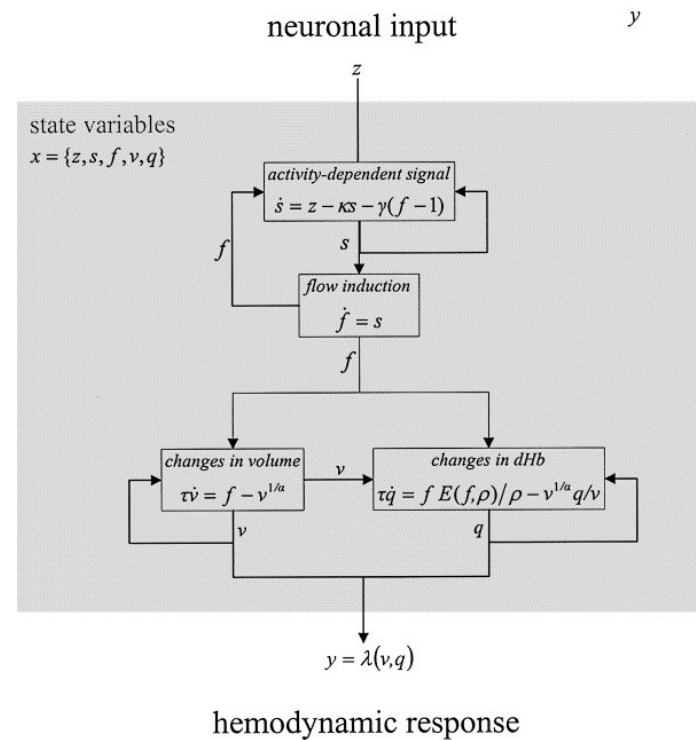 neuronal input
y
z
state variables
x = {z, s, f, v, q}
activity-dependent signal
ṡ = z − κs − γ(f − 1)
f
s
flow induction
ḟ = s
f
changes in volume
τv̇ = f − v^{1/α}
v
changes in dHb
τq̇ = f E(f,ρ)/ρ − v^{1/α} q/v
v
q
y = λ(v,q)
hemodynamic response